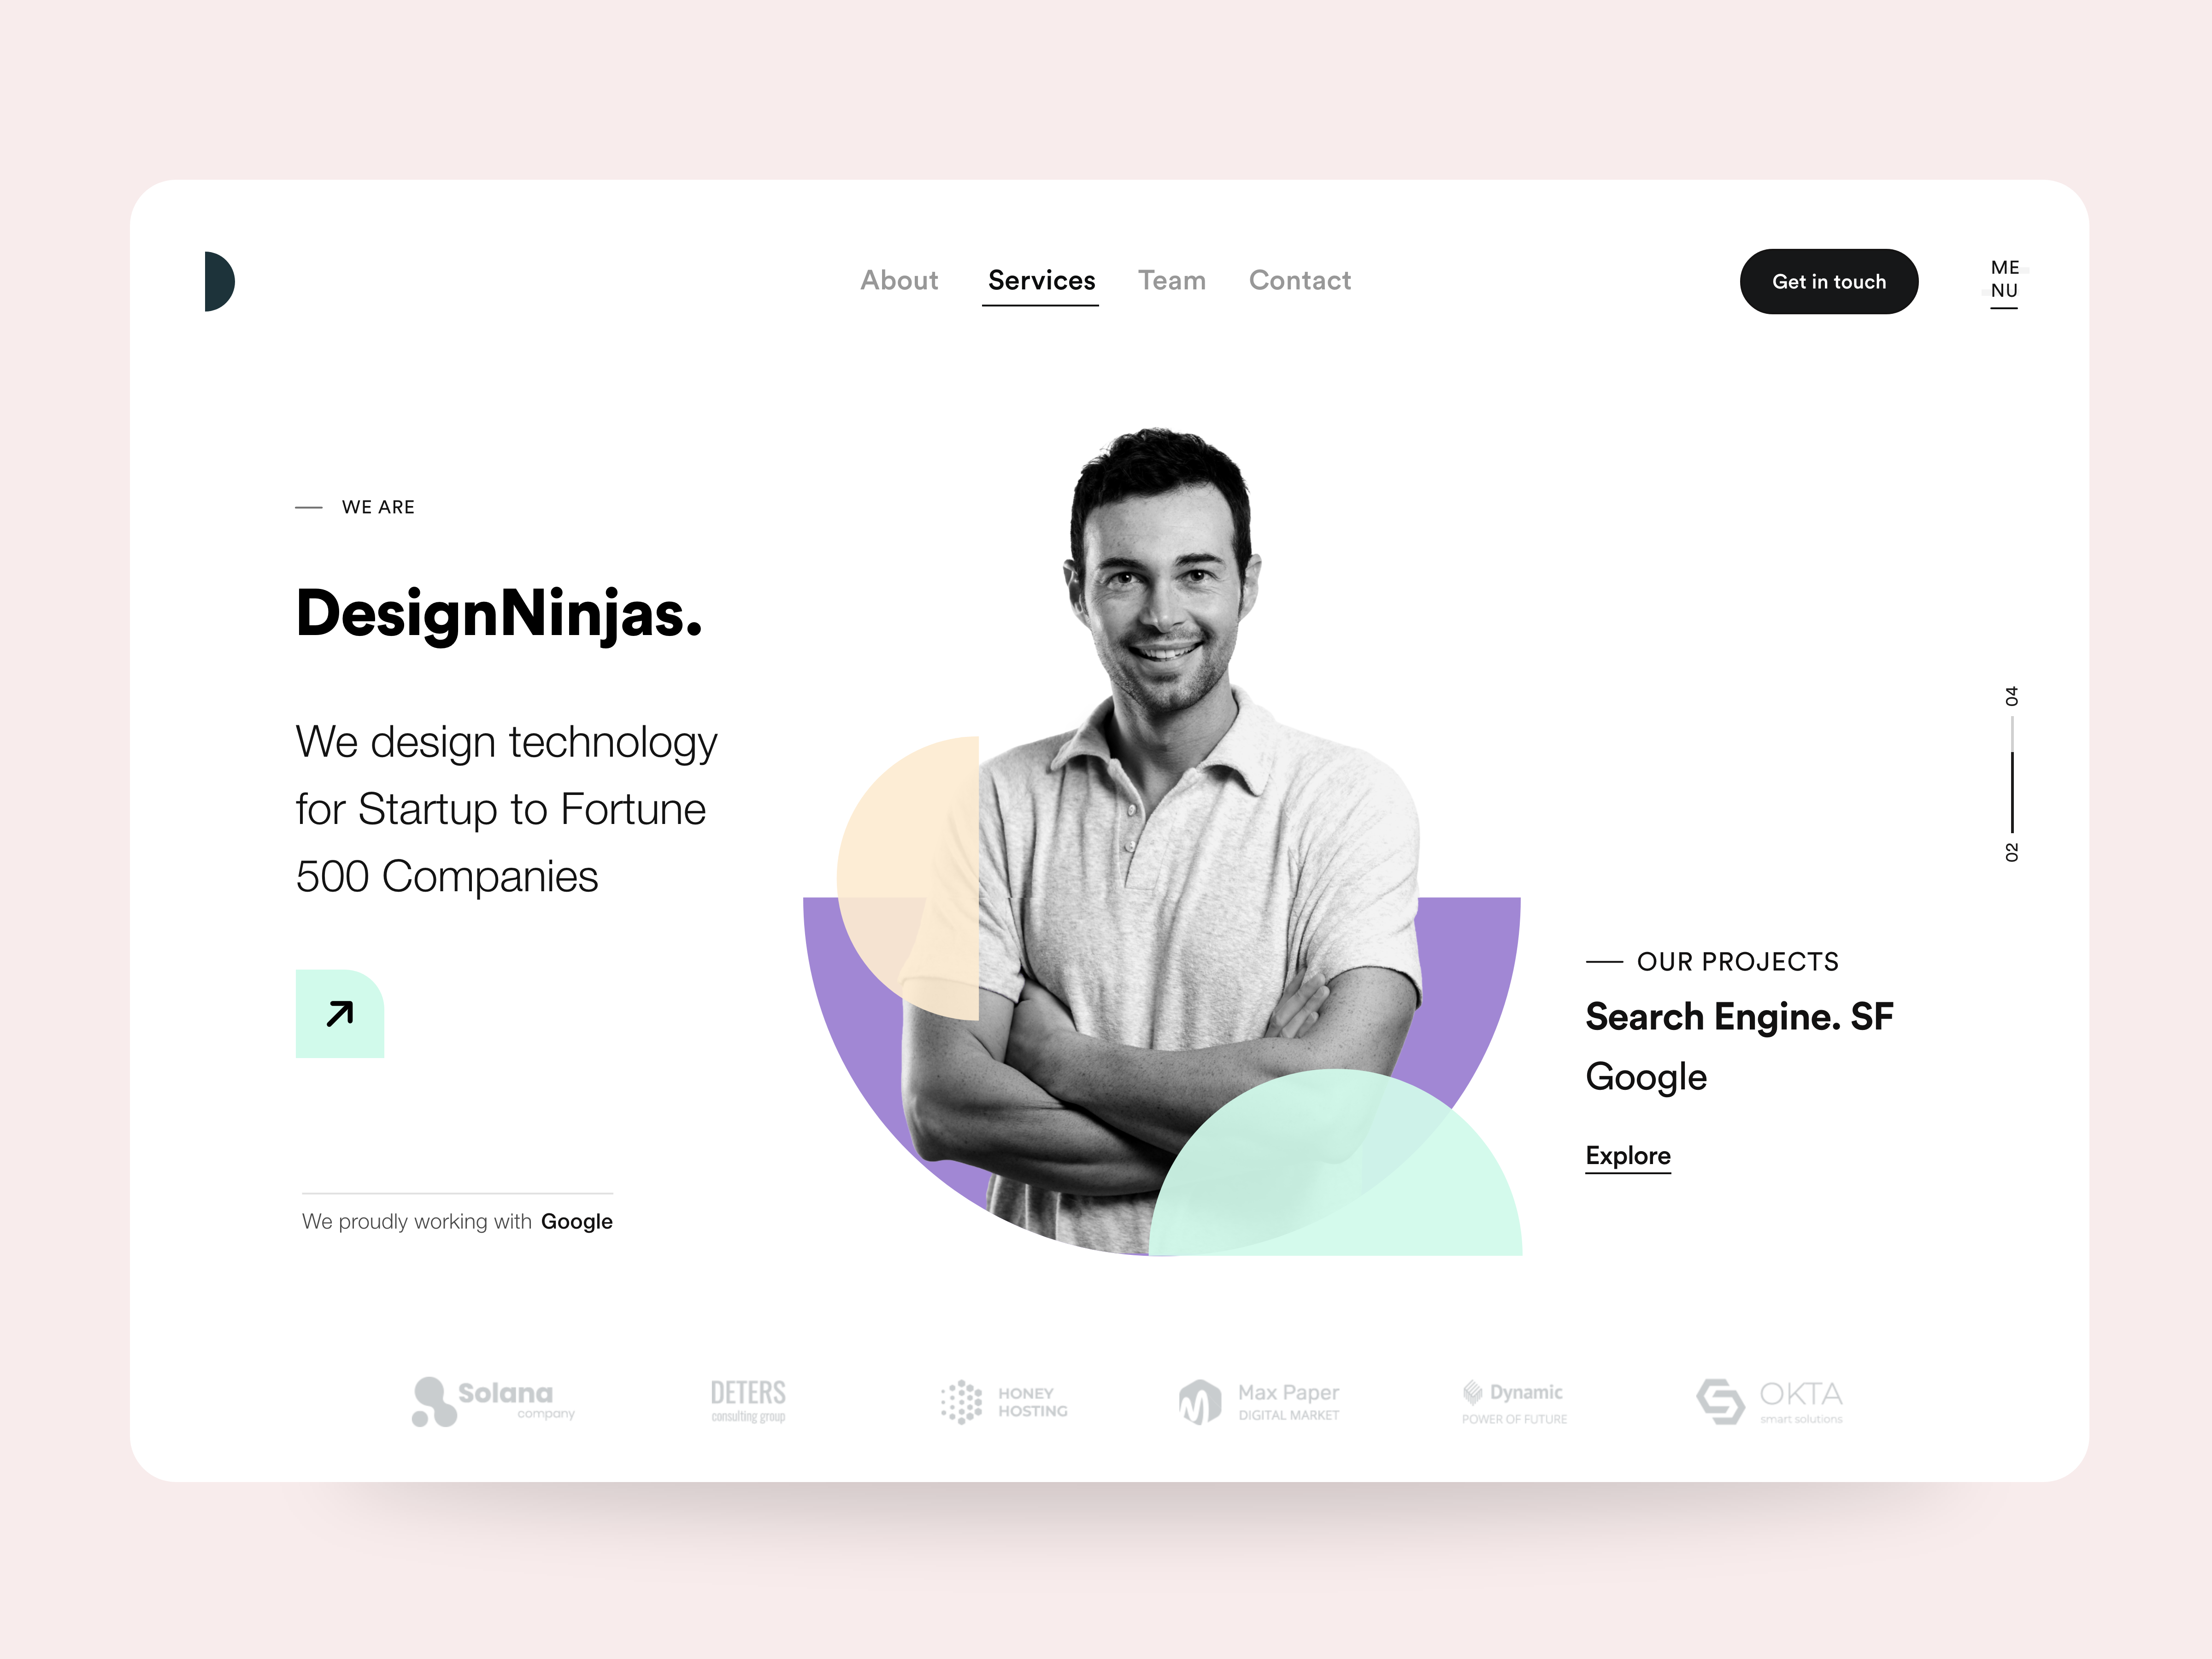 About Services Team Contact
Get in touch
ME
NU
WE ARE
DesignNinjas.
We design technology
for Startup to Fortune
500 Companies
We proudly working with Google
04
02
OUR PROJECTS
Search Engine. SF
Google
Explore
Solana
company
DETERS
consulting group
HONEY
HOSTING
Max Paper
DIGITAL MARKET
Dynamic
POWER OF FUTURE
OKTA
smart solutions